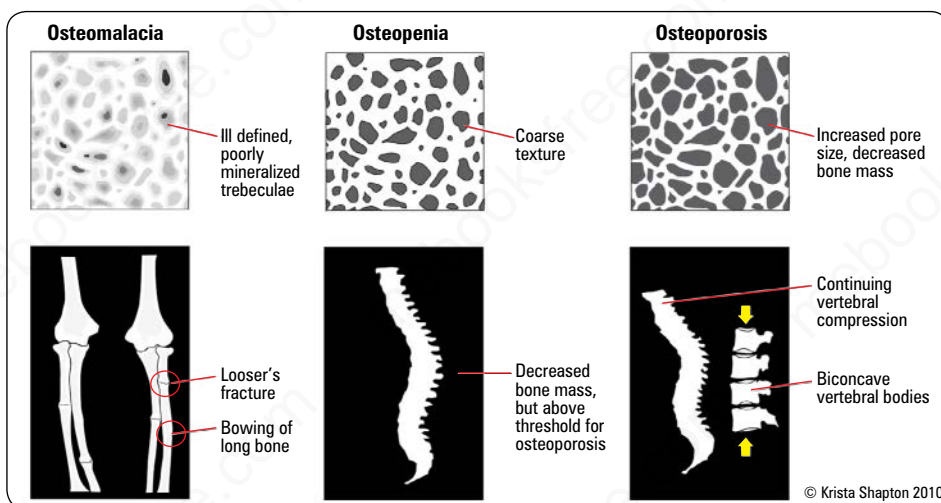 Osteomalacia
Osteopenia
Osteoporosis
Ill defined,
poorly
mineralized
trebeculae
Coarse
texture
Increased pore
size, decreased
bone mass
Looser's
fracture
Bowing of
long bone
Decreased
bone mass,
but above
threshold for
osteoporosis
Continuing
vertebral
compression
Biconcave
vertebral bodies
© Krista Shapton 2010